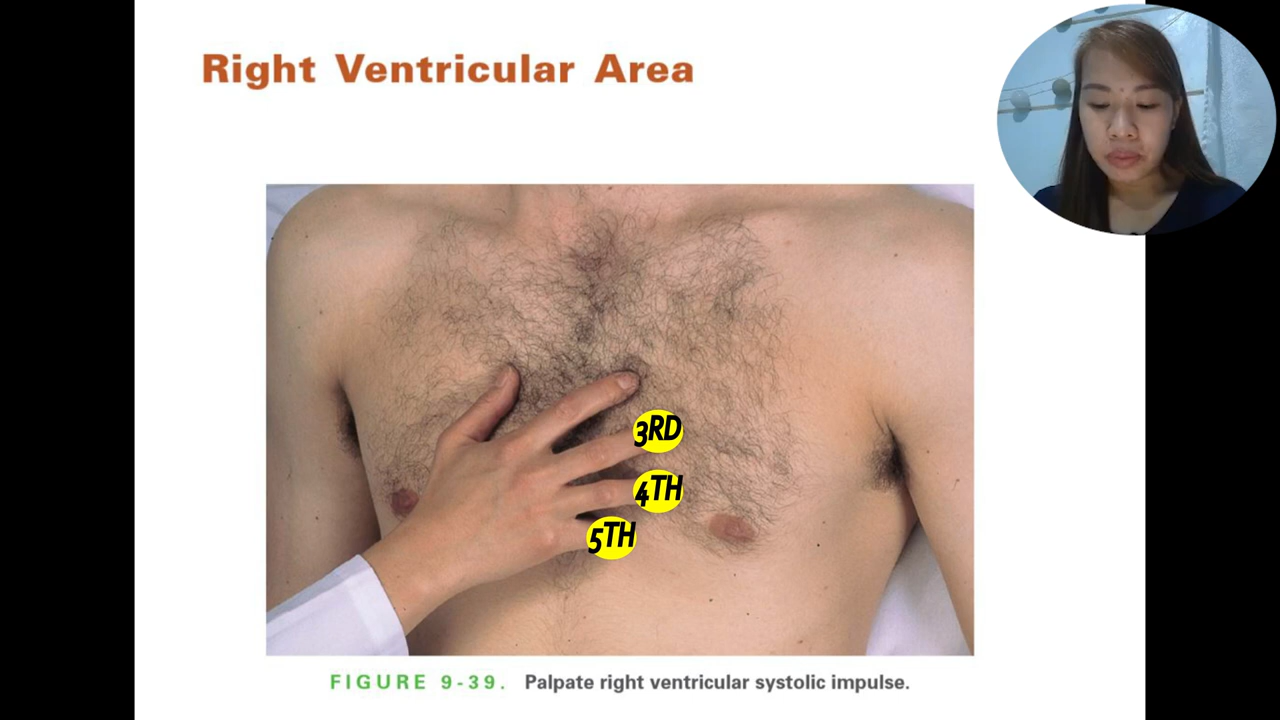 Right Ventricular Area
3RD
4TH
5TH
FIGURE 9-39. Palpate right ventricular systolic impulse.